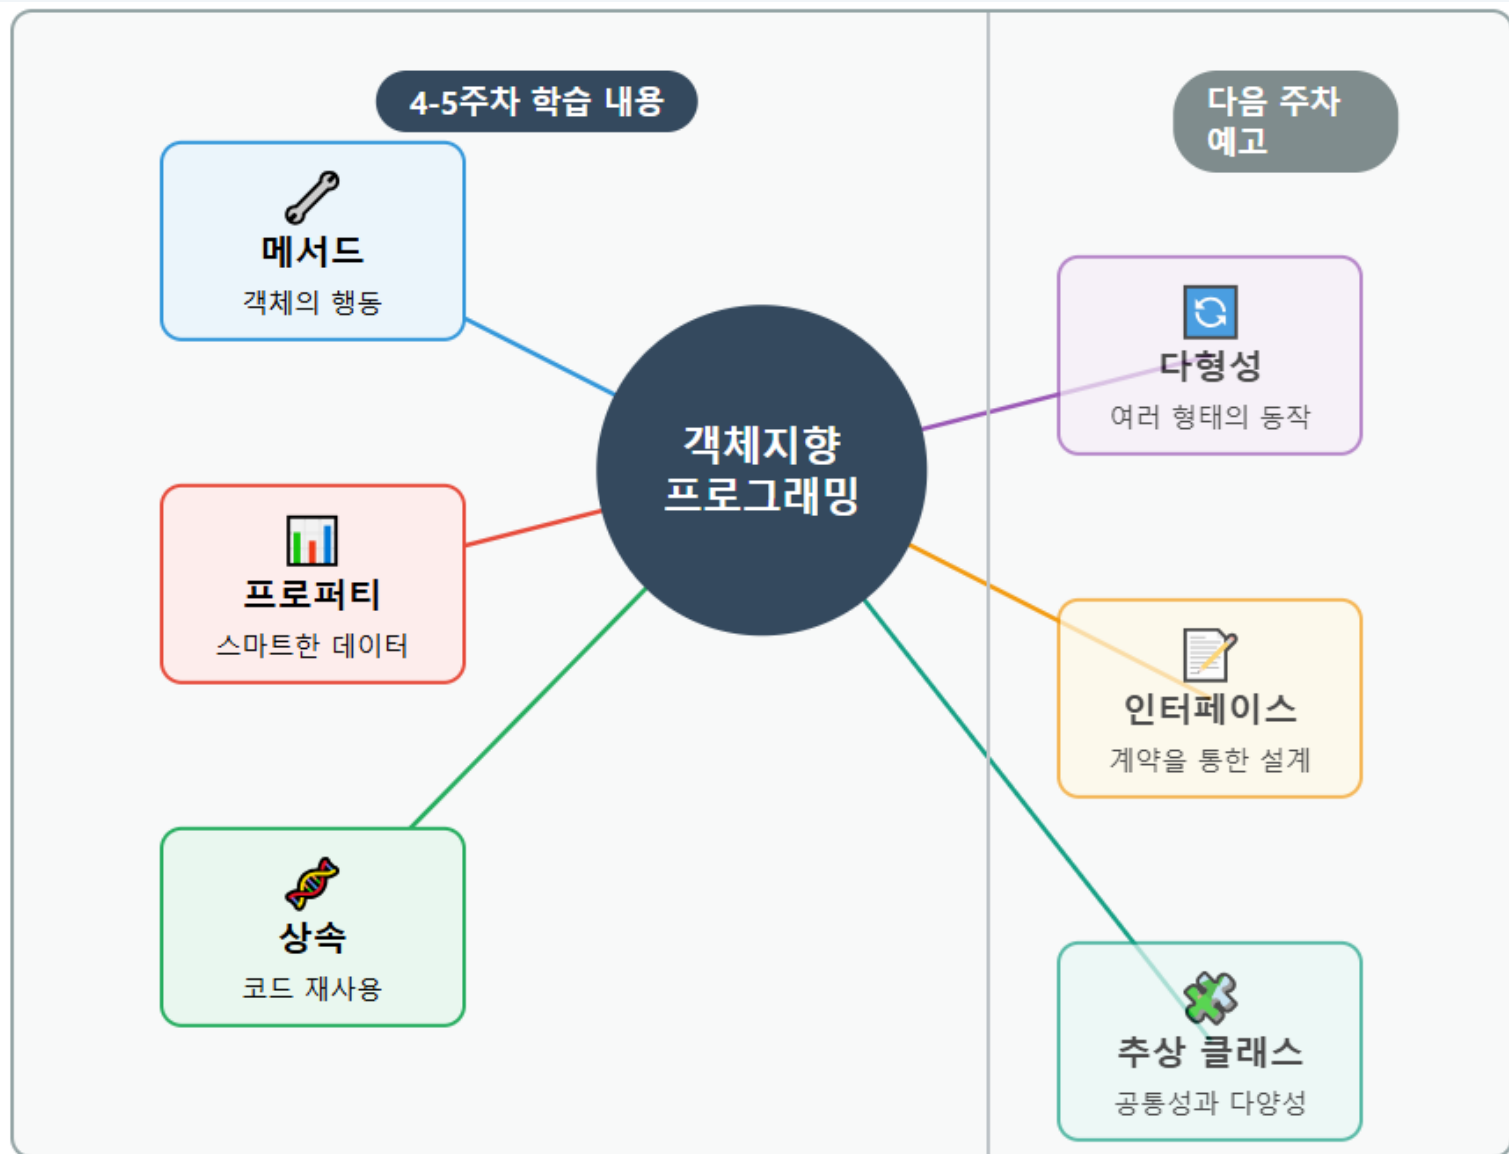 4-5주차 학습 내용
메서드
객체의 행동
프로퍼티
스마트한 데이터
상속
코드 재사용
객체지향
프로그래밍
다음 주차
예고
다형성
여러 형태의 동작
인터페이스
계약을 통한 설계
추상 클래스
공통성과 다양성